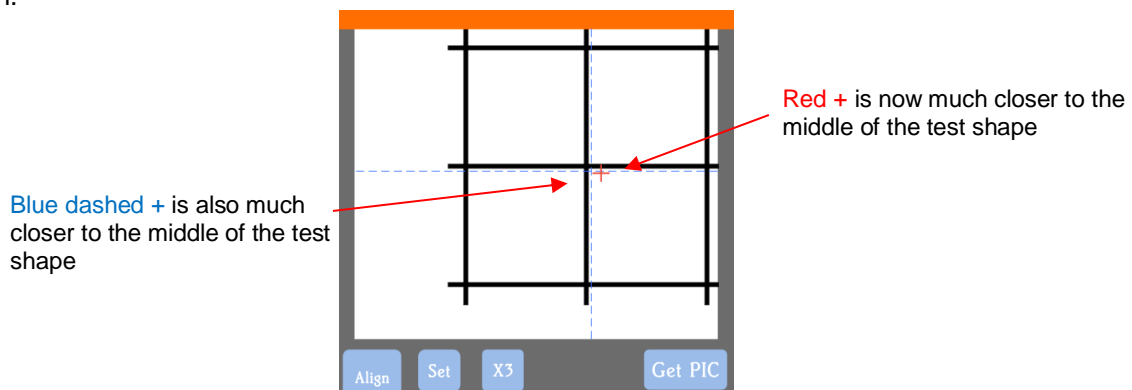 Red + is now much closer to the
middle of the test shape
Blue dashed + is also much
closer to the middle of the test
shape
Align
Set
X3
Get PIC